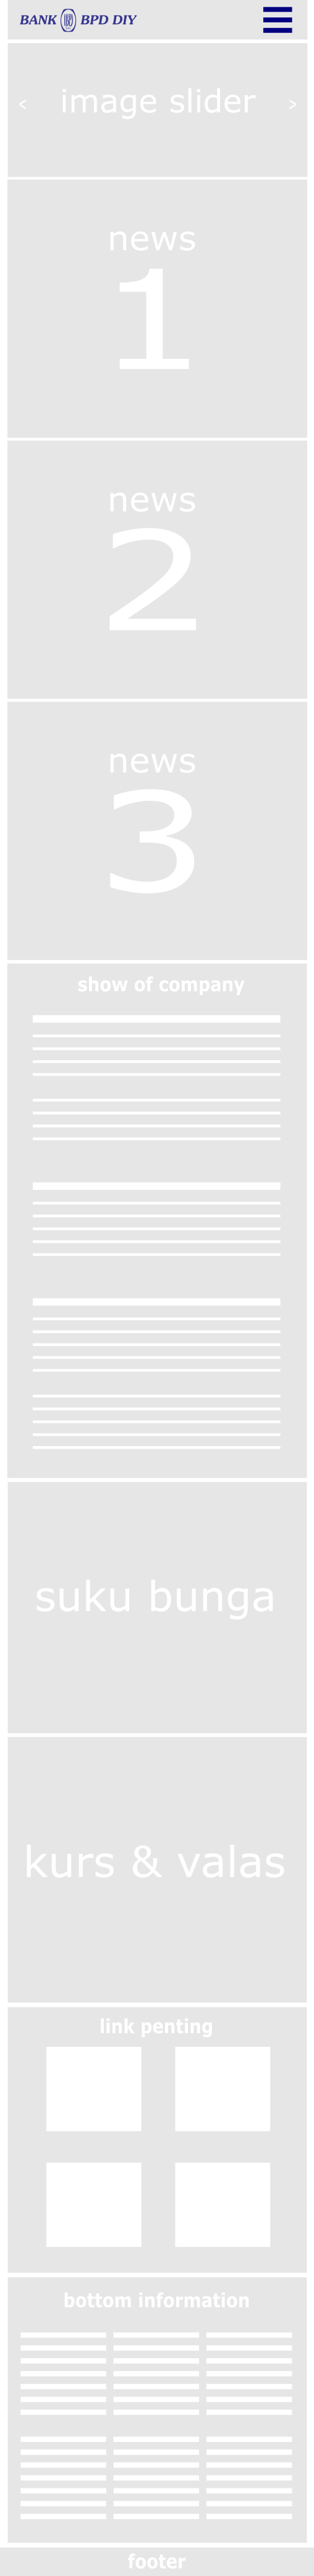 BANK BPD DIY
< image slider >
news
1
news
2
news
3
show of company
suku bunga
kurs & valas
link penting
bottom information
footer